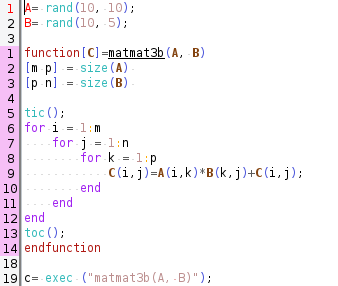 1 A= rand(10, 10);
2 B= rand(10, 5);
3
1 function[C]=matmat3b(A, B)
2 [m p] = size(A)
3 [p n] = size(B)
4
5 tic();
6 for i = 1:m
7     for j = 1:n
8         for k = 1:p
9             C(i,j)=A(i,k)*B(k,j)+C(i,j);
10         end
11     end
12 end
13 toc();
14 endfunction
18
19 c= exec ("matmat3b(A, B)");